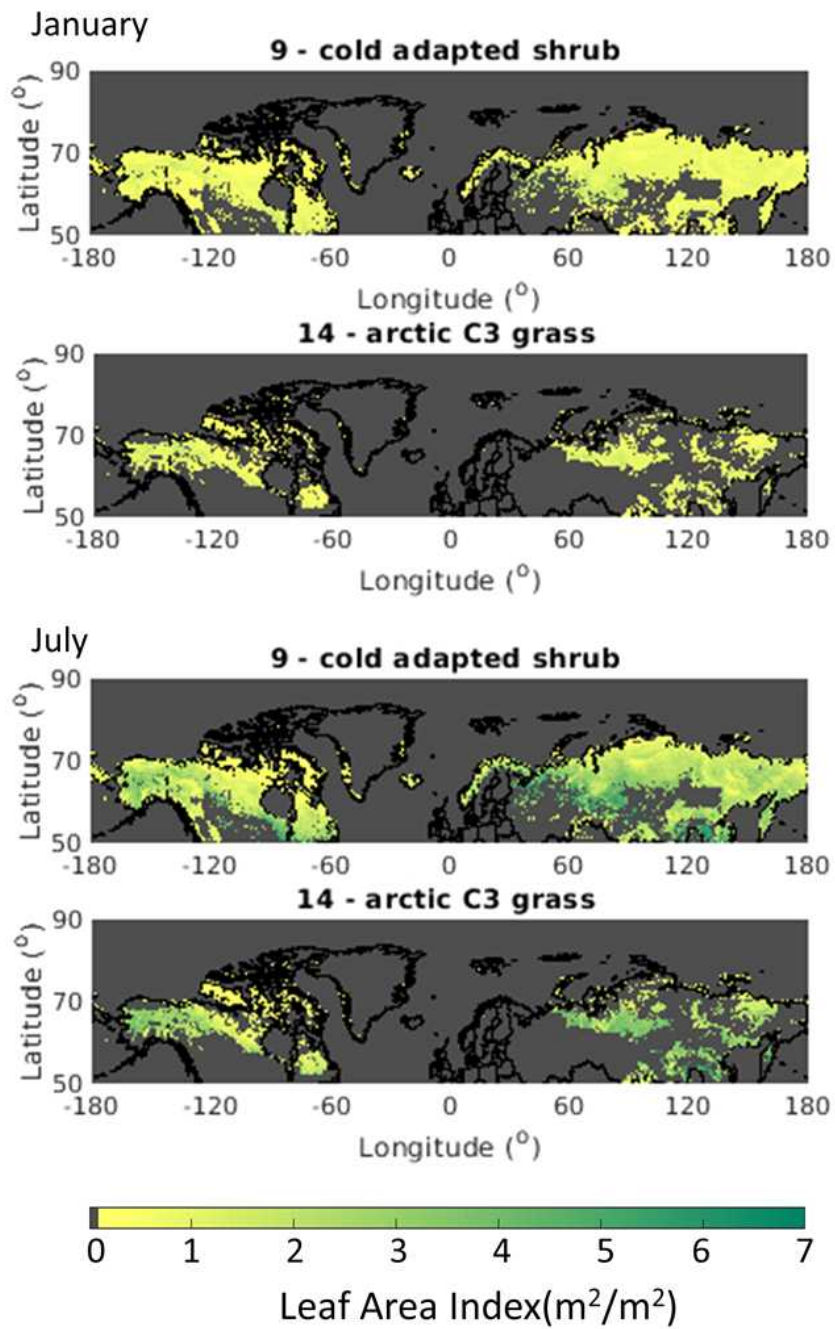 January
9 - cold adapted shrub
90
70
50
Latitude (°)
-180 -120 -60 0 60 120 180
Longitude (°)
14 - arctic C3 grass
90
70
50
Latitude (°)
-180 -120 -60 0 60 120 180
Longitude (°)
July
9 - cold adapted shrub
90
70
50
Latitude (°)
-180 -120 -60 0 60 120 180
14 - arctic C3 grass
90
70
50
Latitude (°)
-180 -120 -60 0 60 120 180
Longitude (°)
0 1 2 3 4 5 6 7
Leaf Area Index(m²/m²)